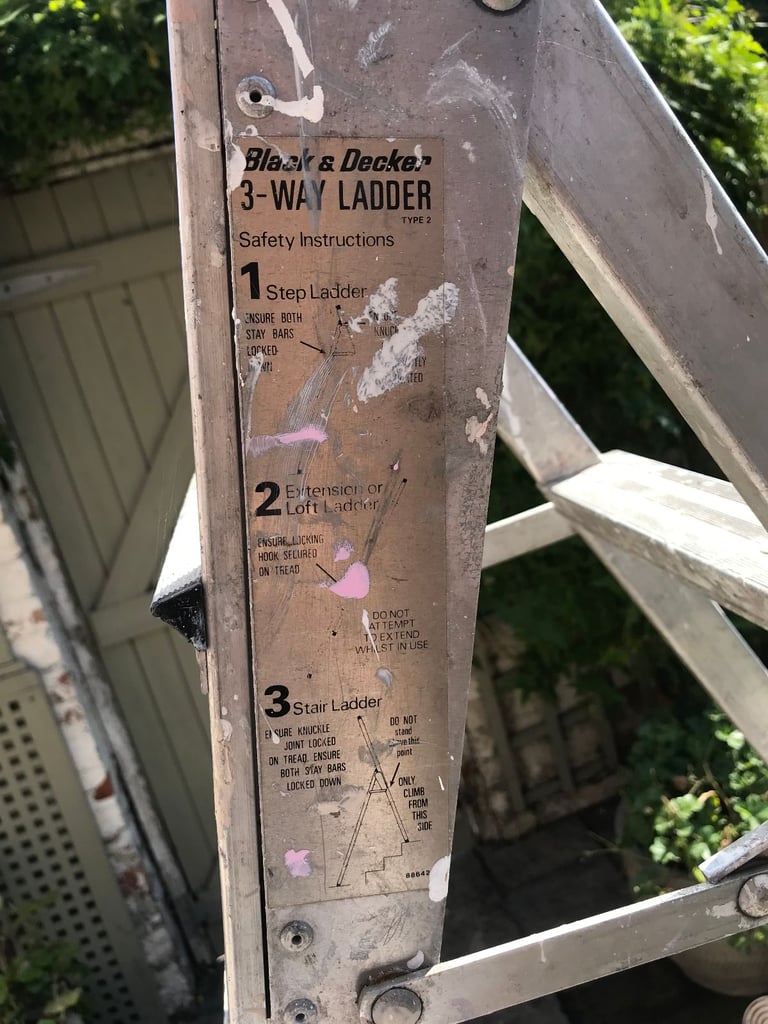 Black & Decker
3-WAY LADDER
TYPE 2
Safety Instructions
1 Step Ladder
ENSURE BOTH
STAY BARS
LOCKED
2 Extension or
Loft Ladder
ENSURE LOCKING
HOOK SECURED
ON TREAD
DO NOT
ATTEMPT
TO EXTEND
WHILST IN USE
3 Stair Ladder
ENSURE KNUCKLE
JOINT LOCKED
ON TREAD, ENSURE
BOTH STAY BARS
LOCKED DOWN
DO NOT
stand
above this
point
ONLY
CLIMB
FROM
THIS
SIDE
88642